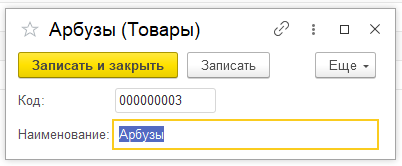 Арбузы (Товары)
Записать и закрыть Записать Еще
Код: 000000003
Наименование: Арбузы